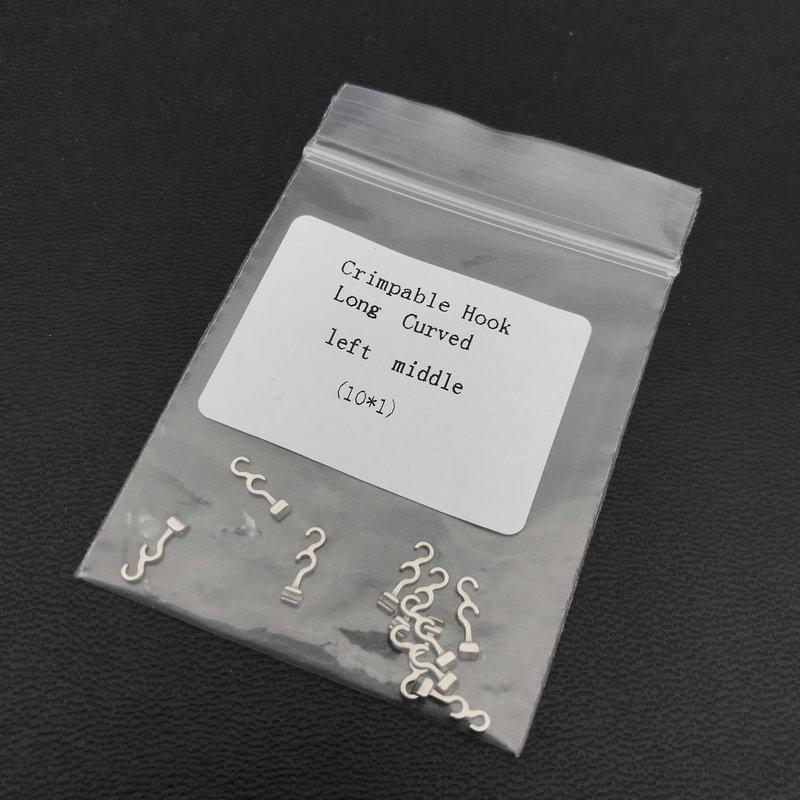 Crimpable Hook
Long Curved
left middle
(10*1)